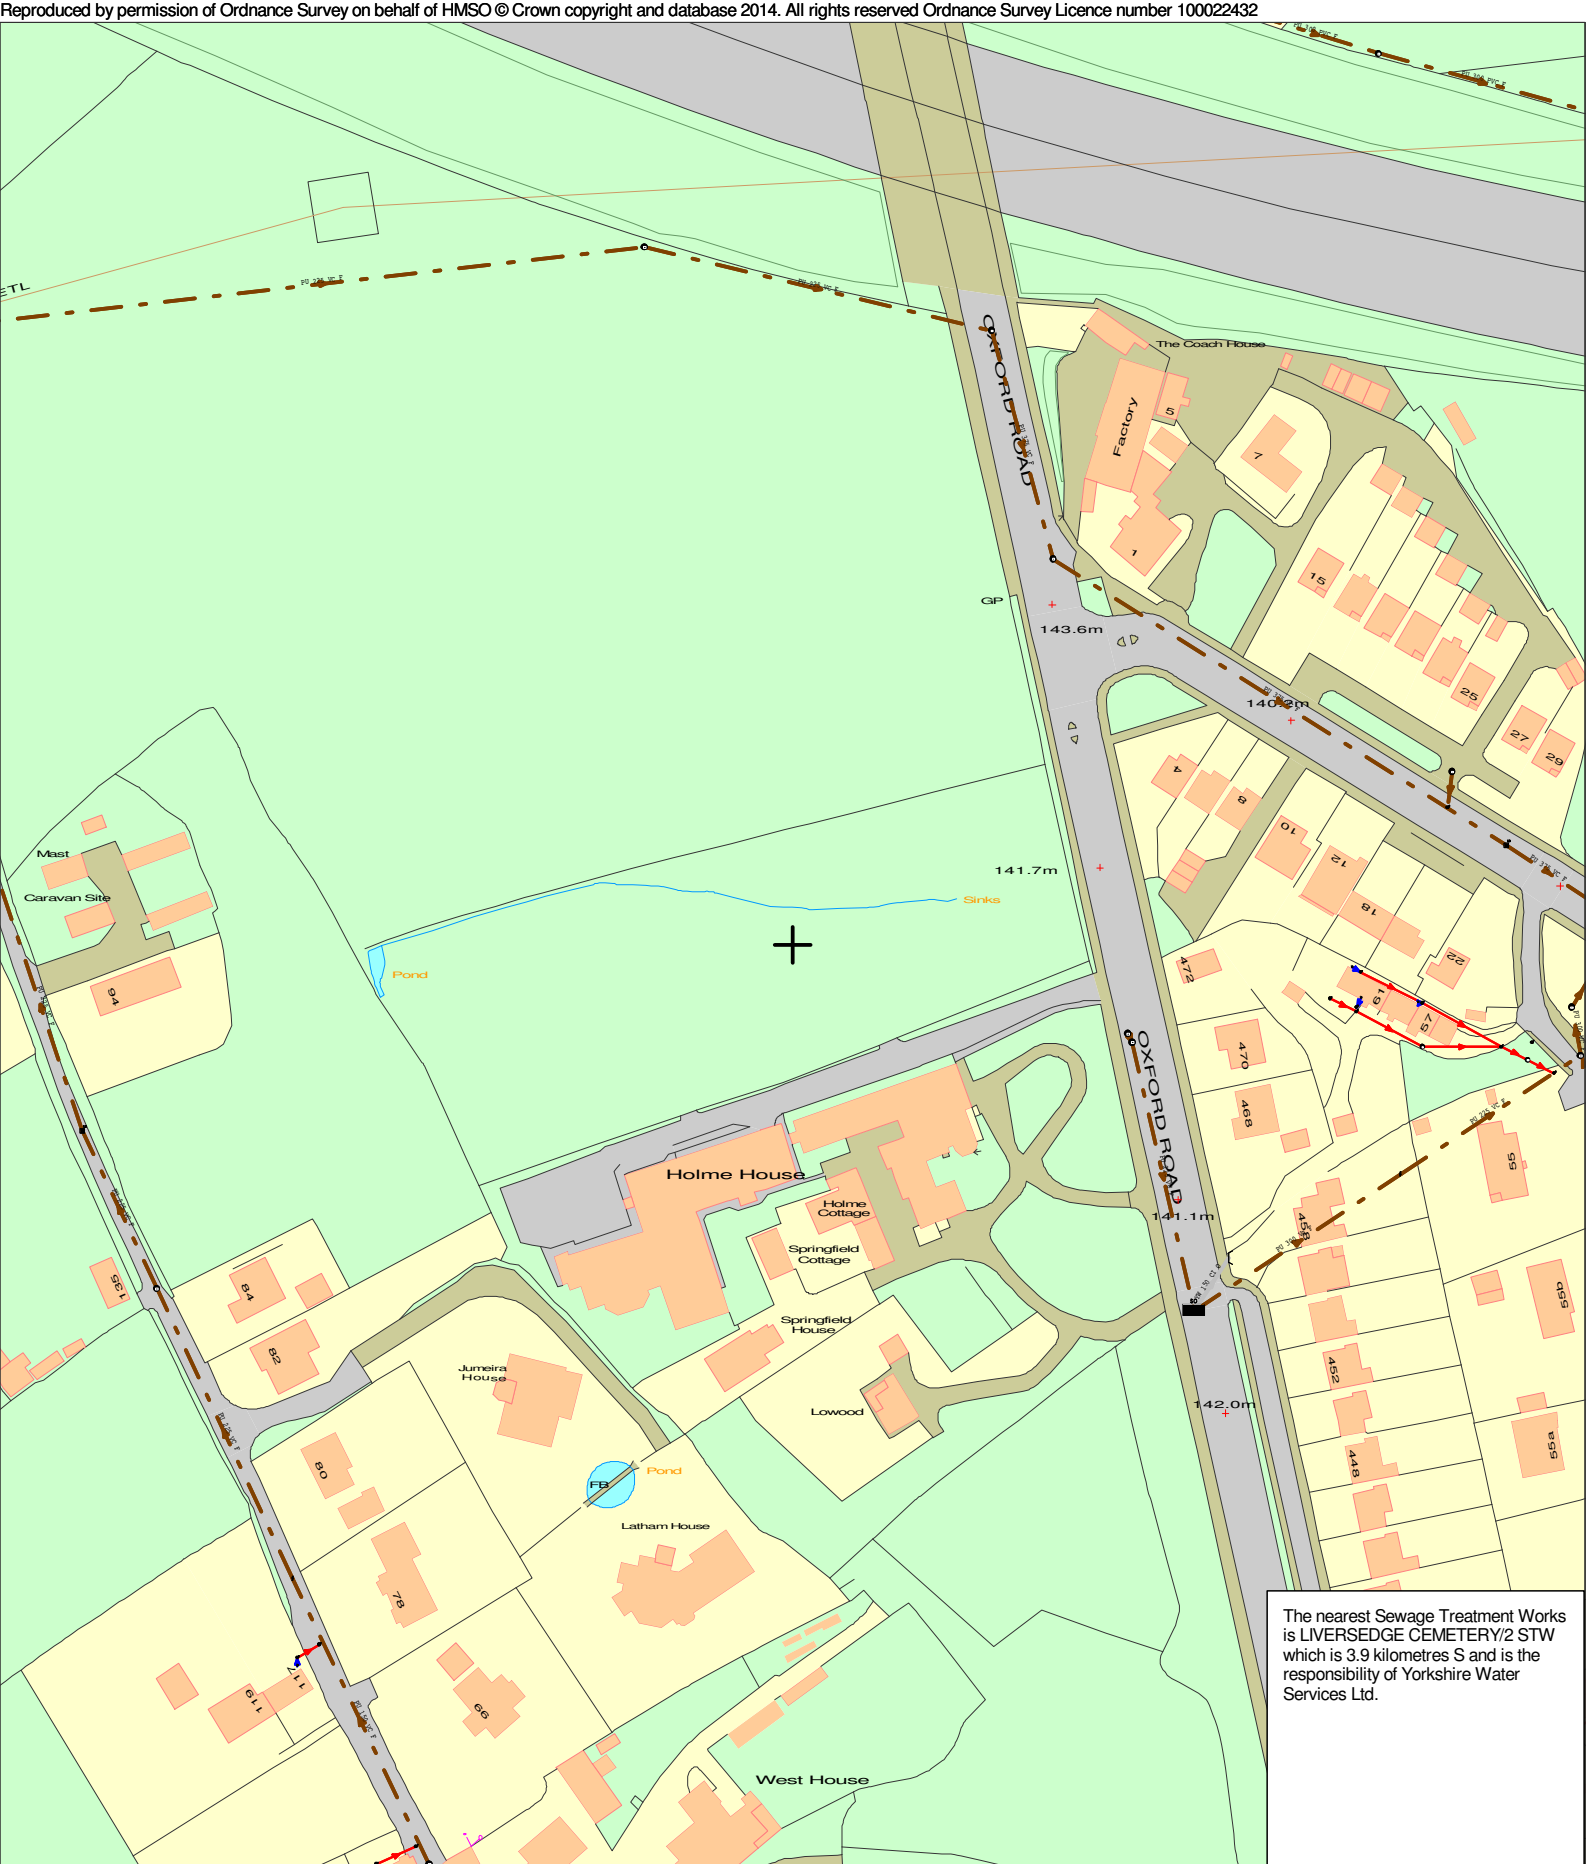 Reproduced by permission of Ordnance Survey on behalf of HMSO © Crown copyright and database 2014. All rights reserved Ordnance Survey Licence number 100022432
ETL
OXFORD ROAD
The Coach House
Factory
5
7
1
15
GP
143.6m
25
140.2m
27
29
4
8
10
12
18
22
Mast
Caravan Site
141.7m
Sinks
Pond
94
472
61
57
470
468
OXFORD ROAD
55
Holme House
Holme
Cottage
141.1m
458
Springfield
Cottage
135
84
55b
Springfield
House
82
Jumeira
House
452
Lowood
142.0m
55a
80
448
Pond
FB
Latham House
78
The nearest Sewage Treatment Works
is LIVERSEDGE CEMETERY/2 STW
which is 3.9 kilometres S and is the
responsibility of Yorkshire Water
Services Ltd.
117
119
66
West House